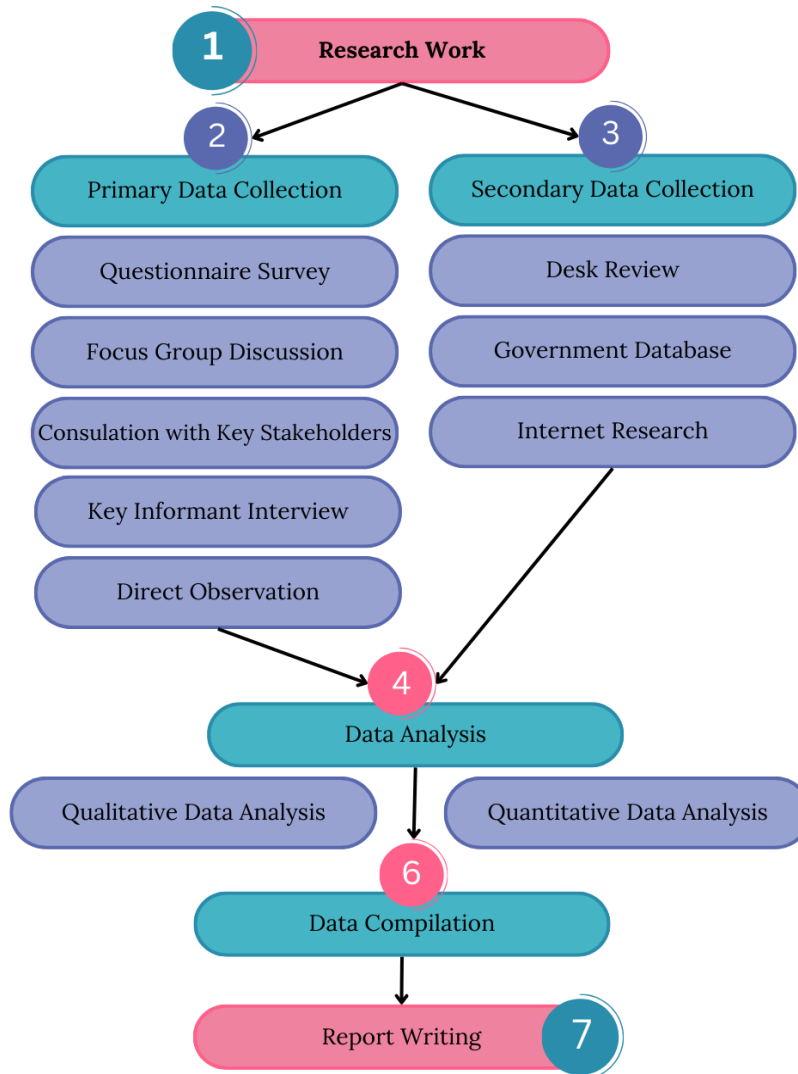 1
Research Work
2
Primary Data Collection
Questionnaire Survey
Focus Group Discussion
Consulation with Key Stakeholders
Key Informant Interview
Direct Observation
3
Secondary Data Collection
Desk Review
Government Database
Internet Research
4
Data Analysis
Qualitative Data Analysis
Quantitative Data Analysis
6
Data Compilation
Report Writing
7